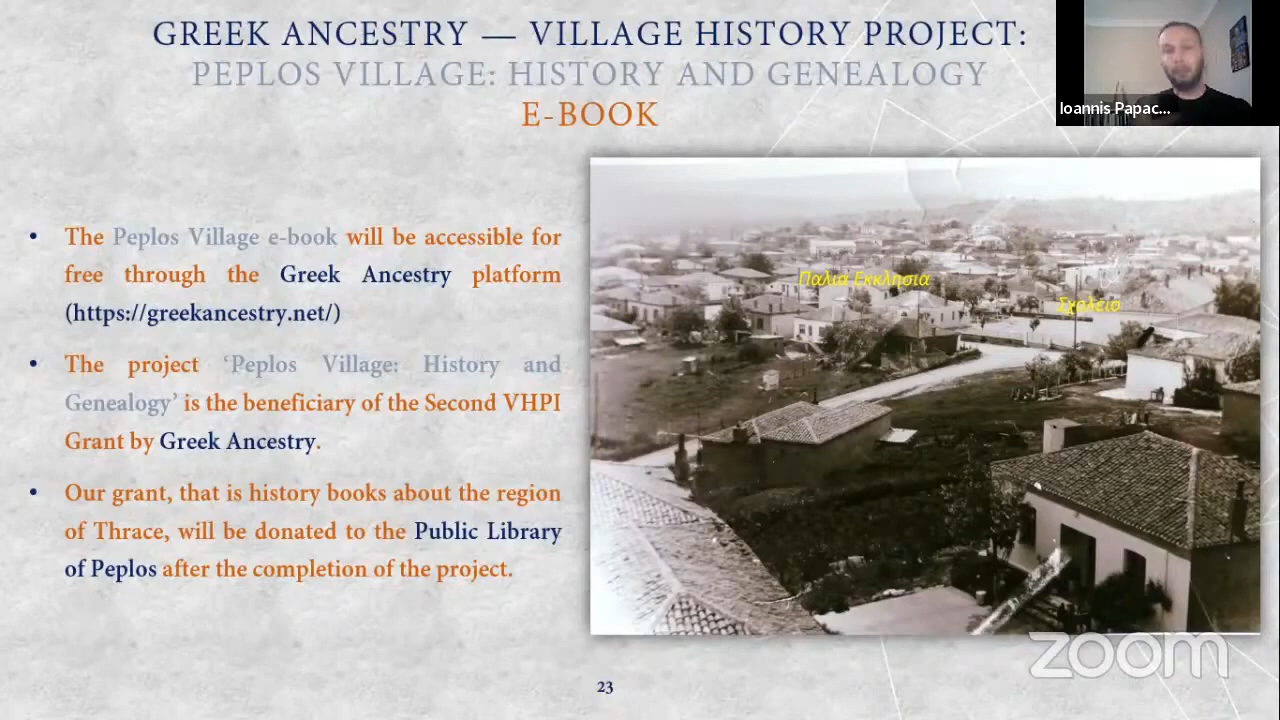 GREEK ANCESTRY — VILLAGE HISTORY PROJECT:
PEPLOS VILLAGE: HISTORY AND GENEALOGY
E-BOOK
Ioannis Papac...
• The Peplos Village e-book will be accessible for
free through the Greek Ancestry platform
(https://greekancestry.net/)
• The project ‘Peplos Village: History and
Genealogy’ is the beneficiary of the Second VHPI
Grant by Greek Ancestry.
• Our grant, that is history books about the region
of Thrace, will be donated to the Public Library
of Peplos after the completion of the project.
Παλιά Εκκλησία
Σχολείο
zoom
23